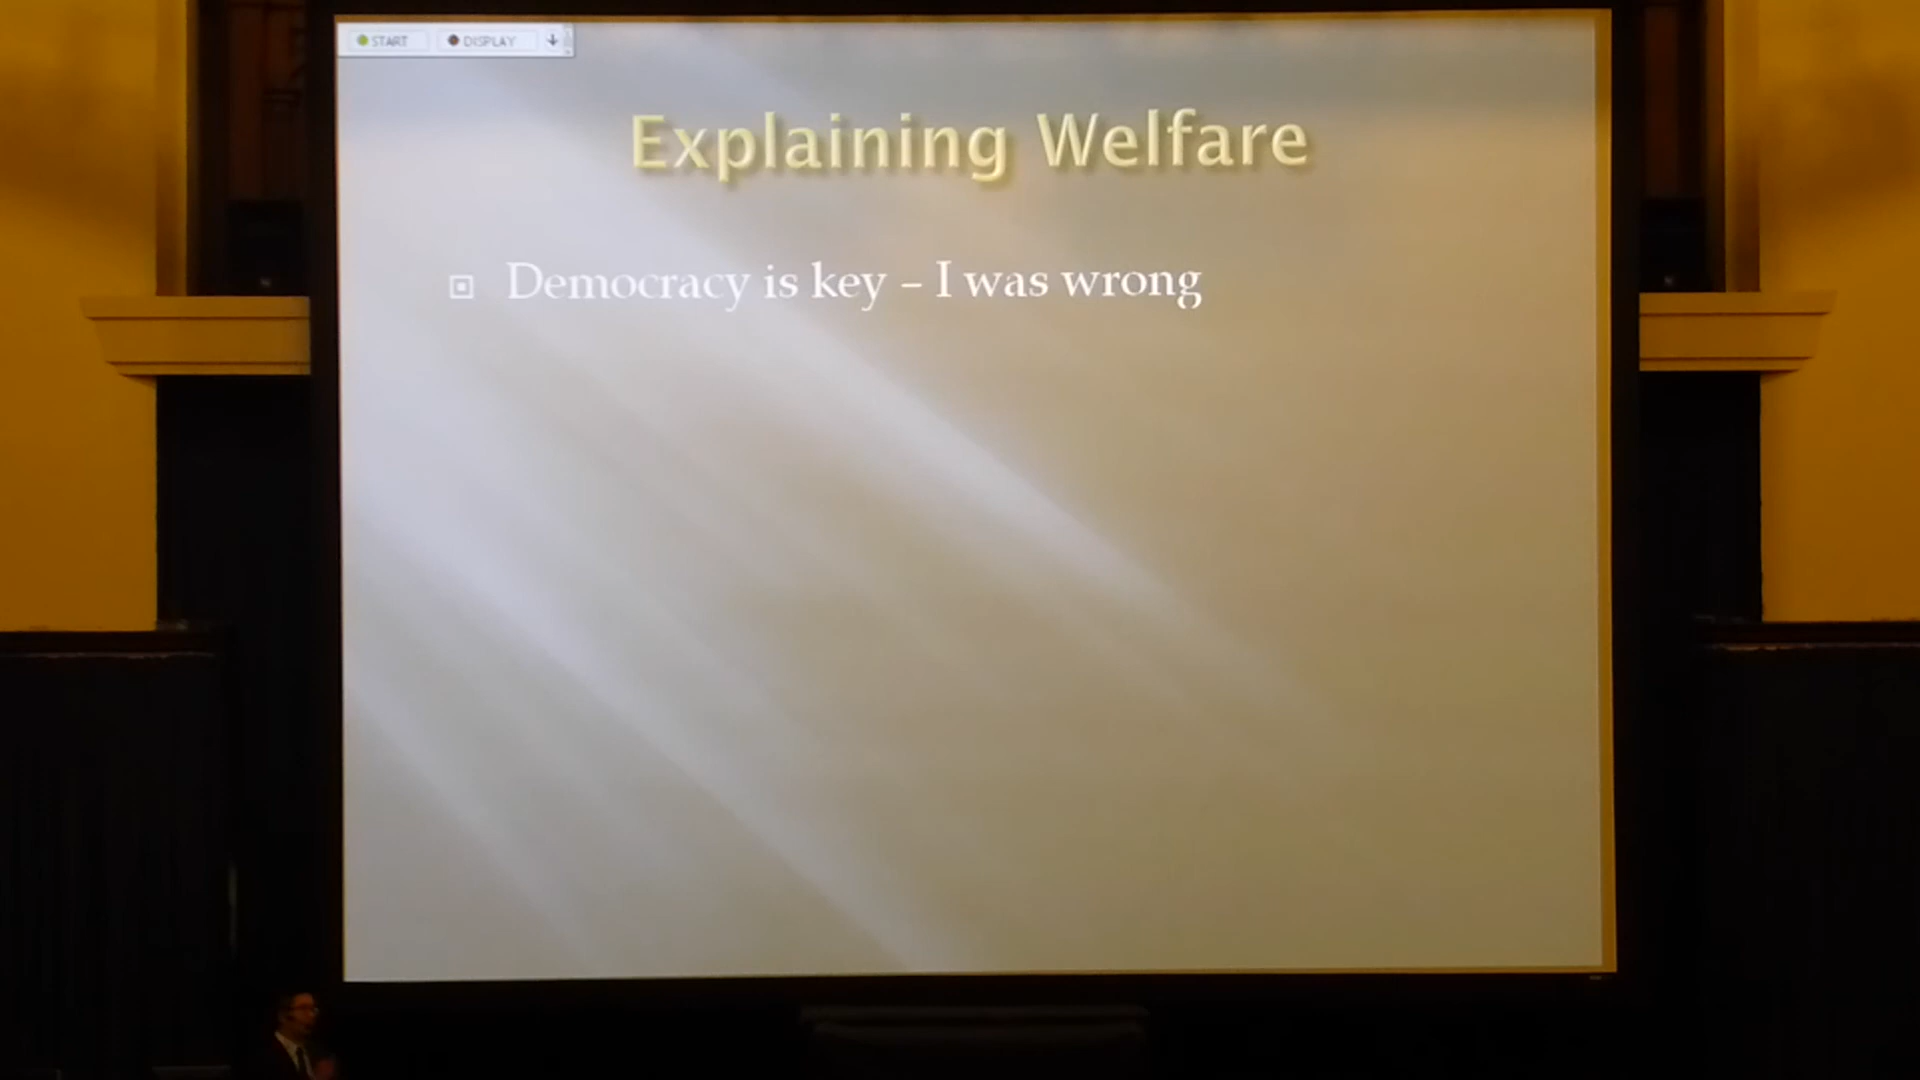 START DISPLAY
Explaining Welfare
Democracy is key – I was wrong